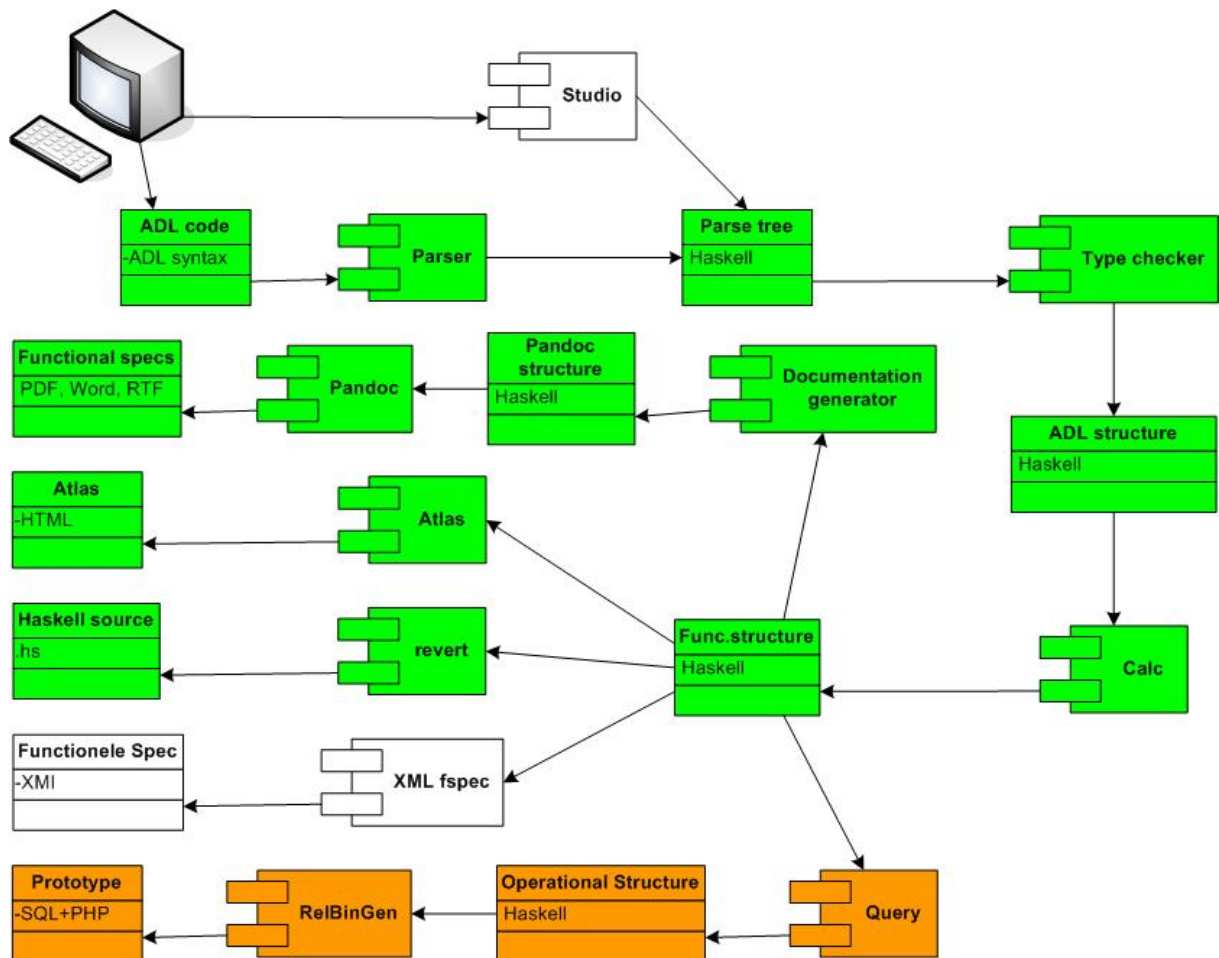 Studio
ADL code
-ADL syntax
Parser
Parse tree
Haskell
Type checker
Functional specs
PDF, Word, RTF
Pandoc
Pandoc
structure
Haskell
Documentation
generator
ADL structure
Haskell
Atlas
-HTML
Atlas
Haskell source
.hs
revert
Func.structure
Haskell
Calc
Functionele Spec
-XMI
XML fspec
Prototype
-SQL+PHP
RelBinGen
Operational Structure
Haskell
Query